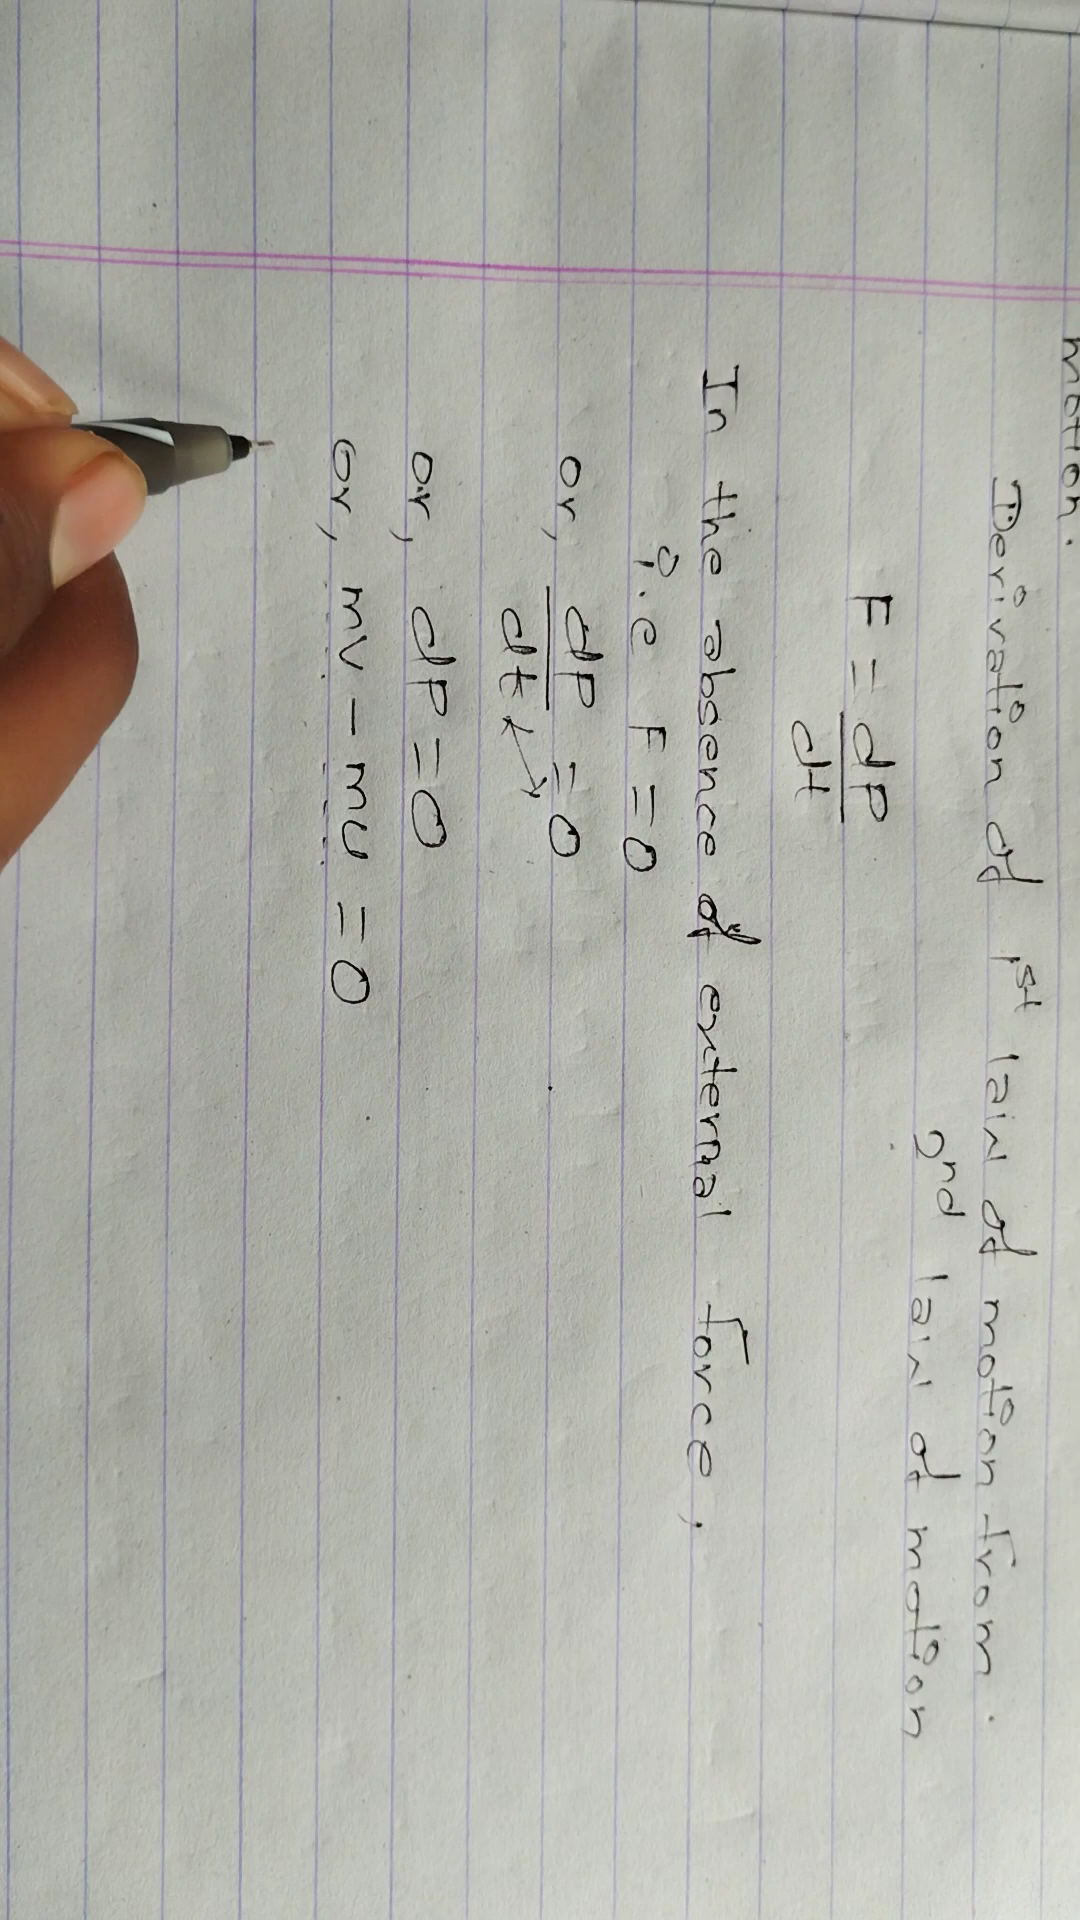 motion.
Derivation of 1st law of motion from.
2nd law of motion
F = dP
dt
In the absence of external force,
i.e F = 0
or, dP = 0
dt
or, dP = 0
or, mv - mu = 0